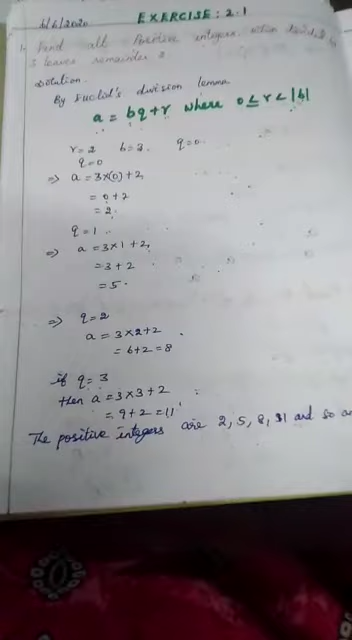 6/6/2020
EXERCISE: 2.1
1. Find all Positive integers, when divided by
3 leaves remainder 2
Solution.
By Euclid's division lemma
a = bq + r where 0 ≤ r < |b|
r = 2 b = 3. q = 0.
q = 0
⇒ a = 3×(0) + 2,
= 0 + 2
= 2.
q = 1.
⇒ a = 3×1 + 2,
= 3 + 2
= 5.
⇒ q = 2
a = 3×2+2
= 6+2 = 8
if q = 3
then a = 3×3+2
= 9+2 = 11
The positive integers are 2, 5, 8, 11 and so